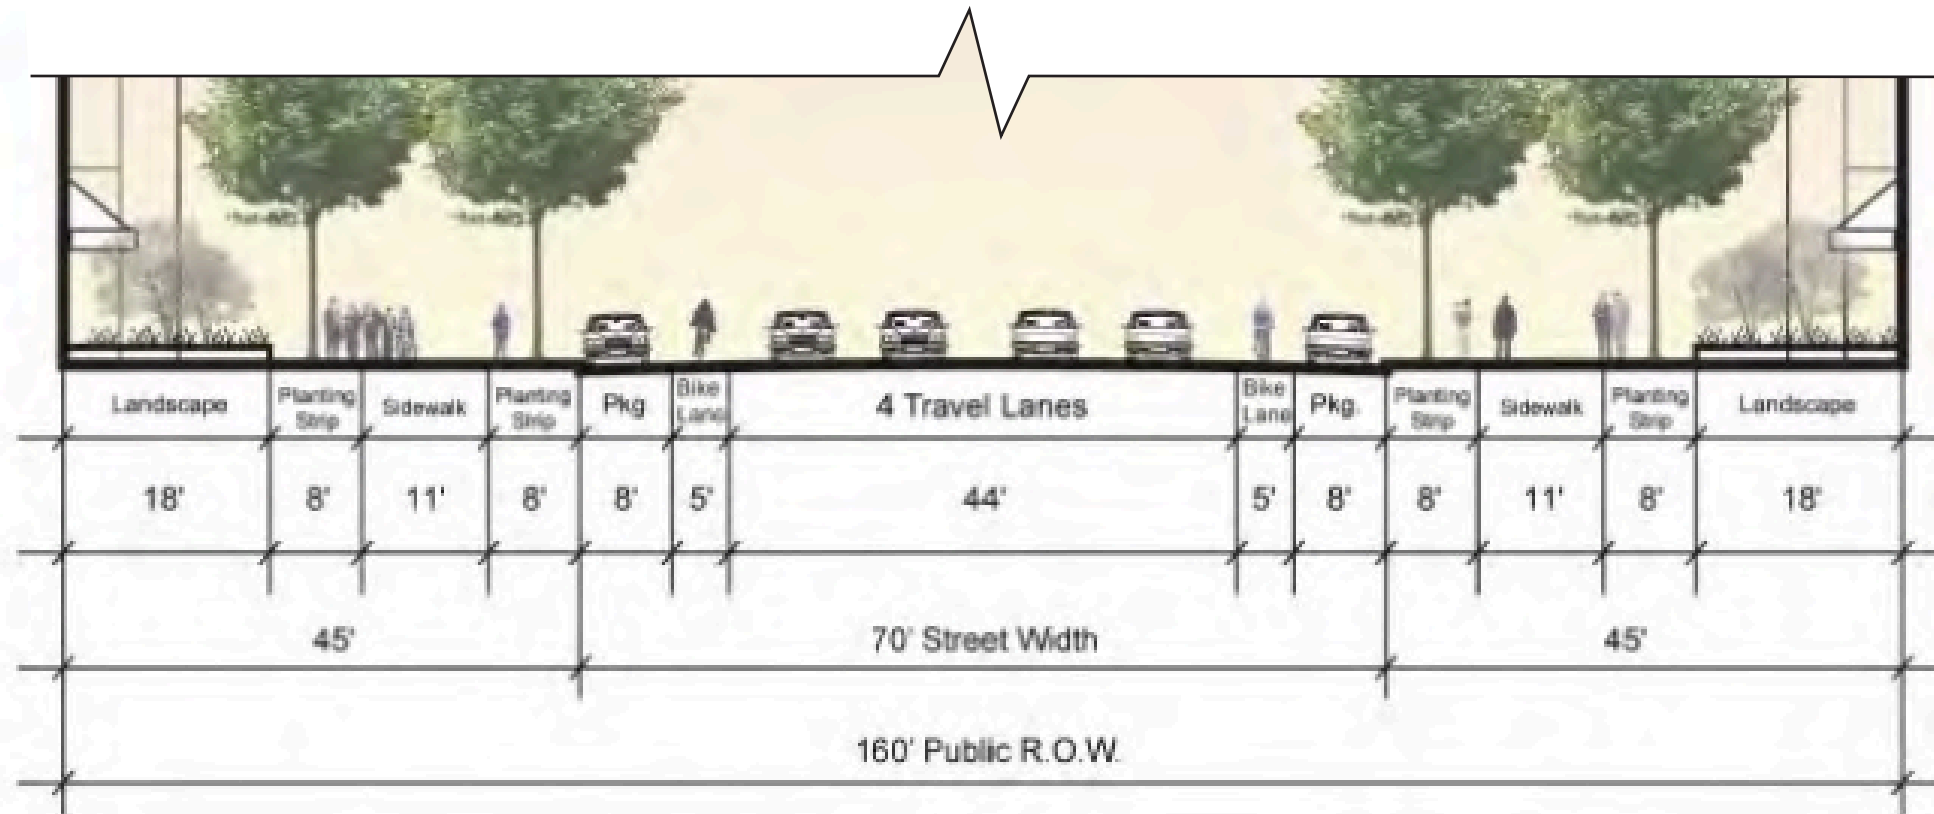 Landscape
Planting
Strip
Sidewalk
Planting
Strip
Pkg
Bike
Lane
4 Travel Lanes
Bike
Lane
Pkg.
Planting
Strip
Sidewalk
Planting
Strip
Landscape
18' 8' 11' 8' 8' 5' 44' 5' 8' 8' 11' 8' 18'
45' 70' Street Width 45'
160' Public R.O.W.